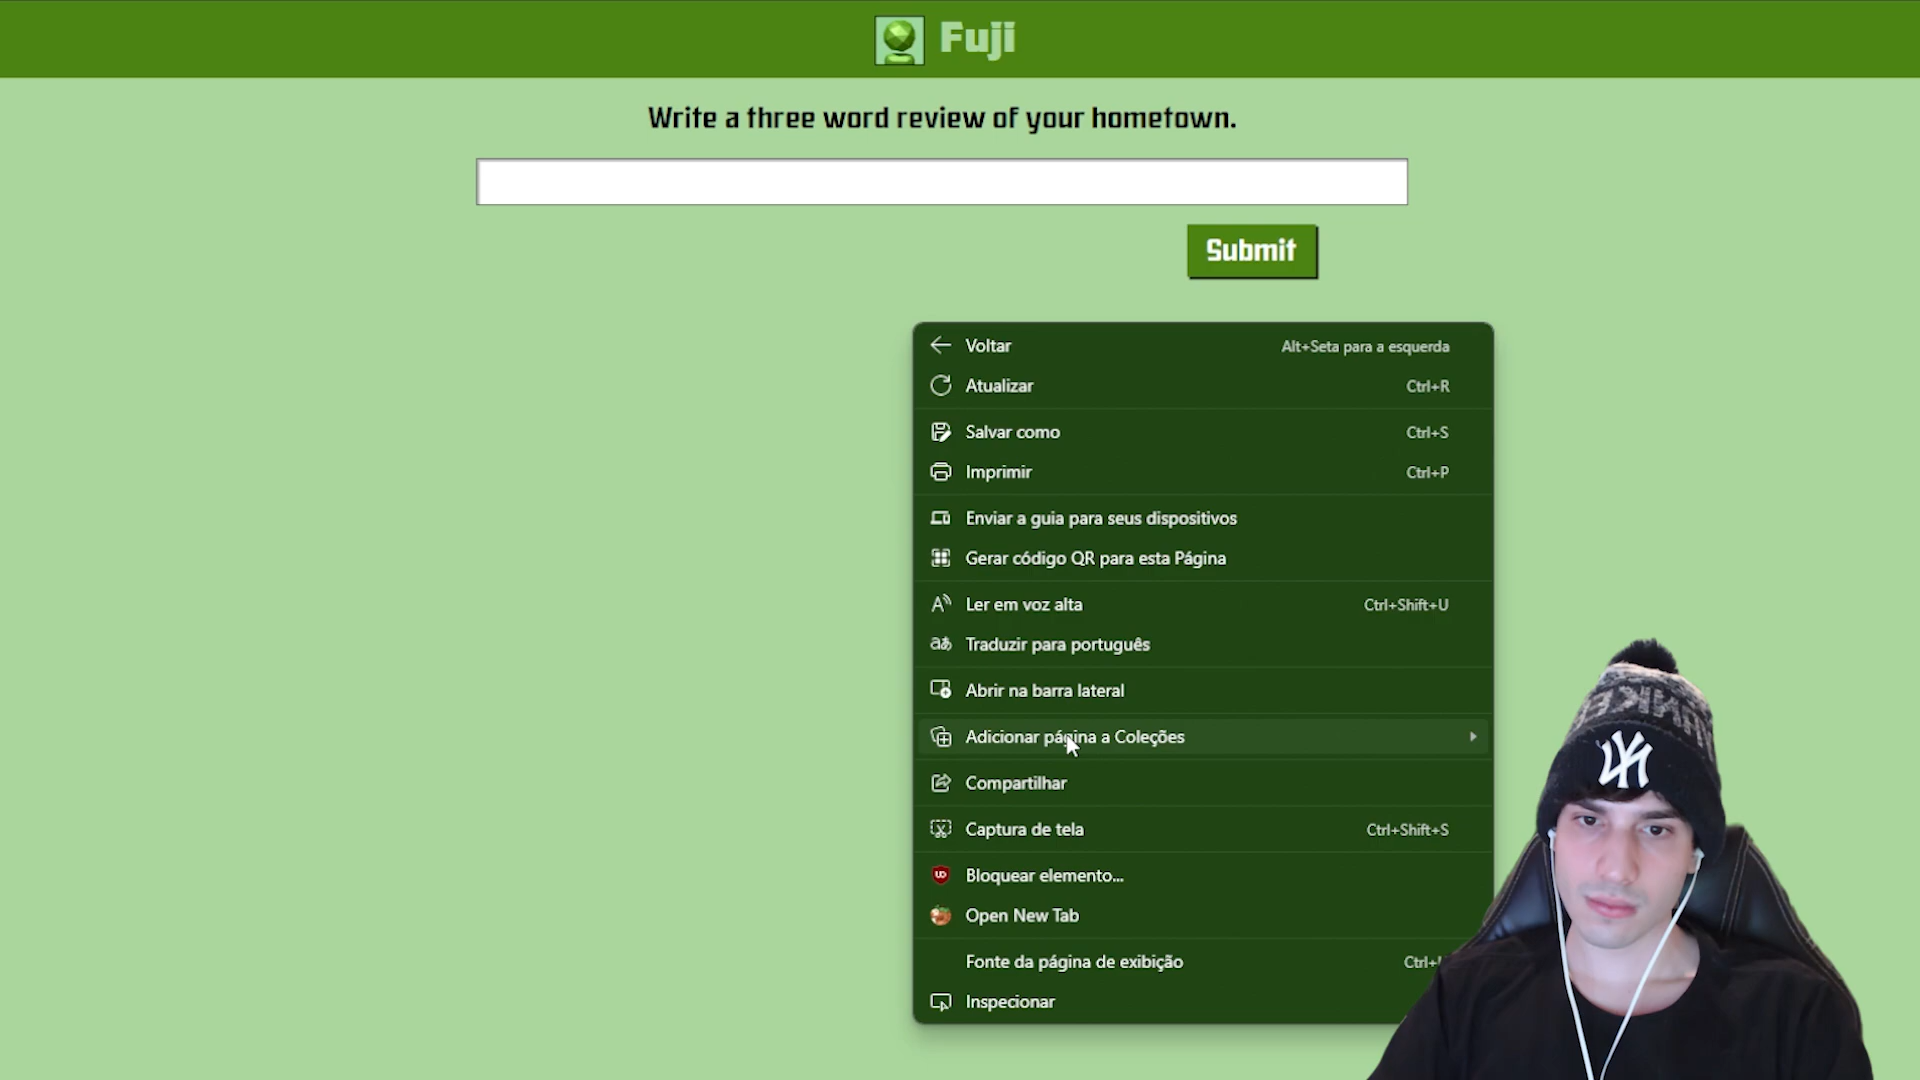 Fuji
Write a three word review of your hometown.
Submit
Voltar Alt+Seta para a esquerda
Atualizar Ctrl+R
Salvar como Ctrl+S
Imprimir Ctrl+P
Enviar a guia para seus dispositivos
Gerar código QR para esta Página
Ler em voz alta Ctrl+Shift+U
Traduzir para português
Abrir na barra lateral
Adicionar página a Coleções
Compartilhar
Captura de tela Ctrl+Shift+S
Bloquear elemento...
Open New Tab
Fonte da página de exibição
Inspecionar
NY